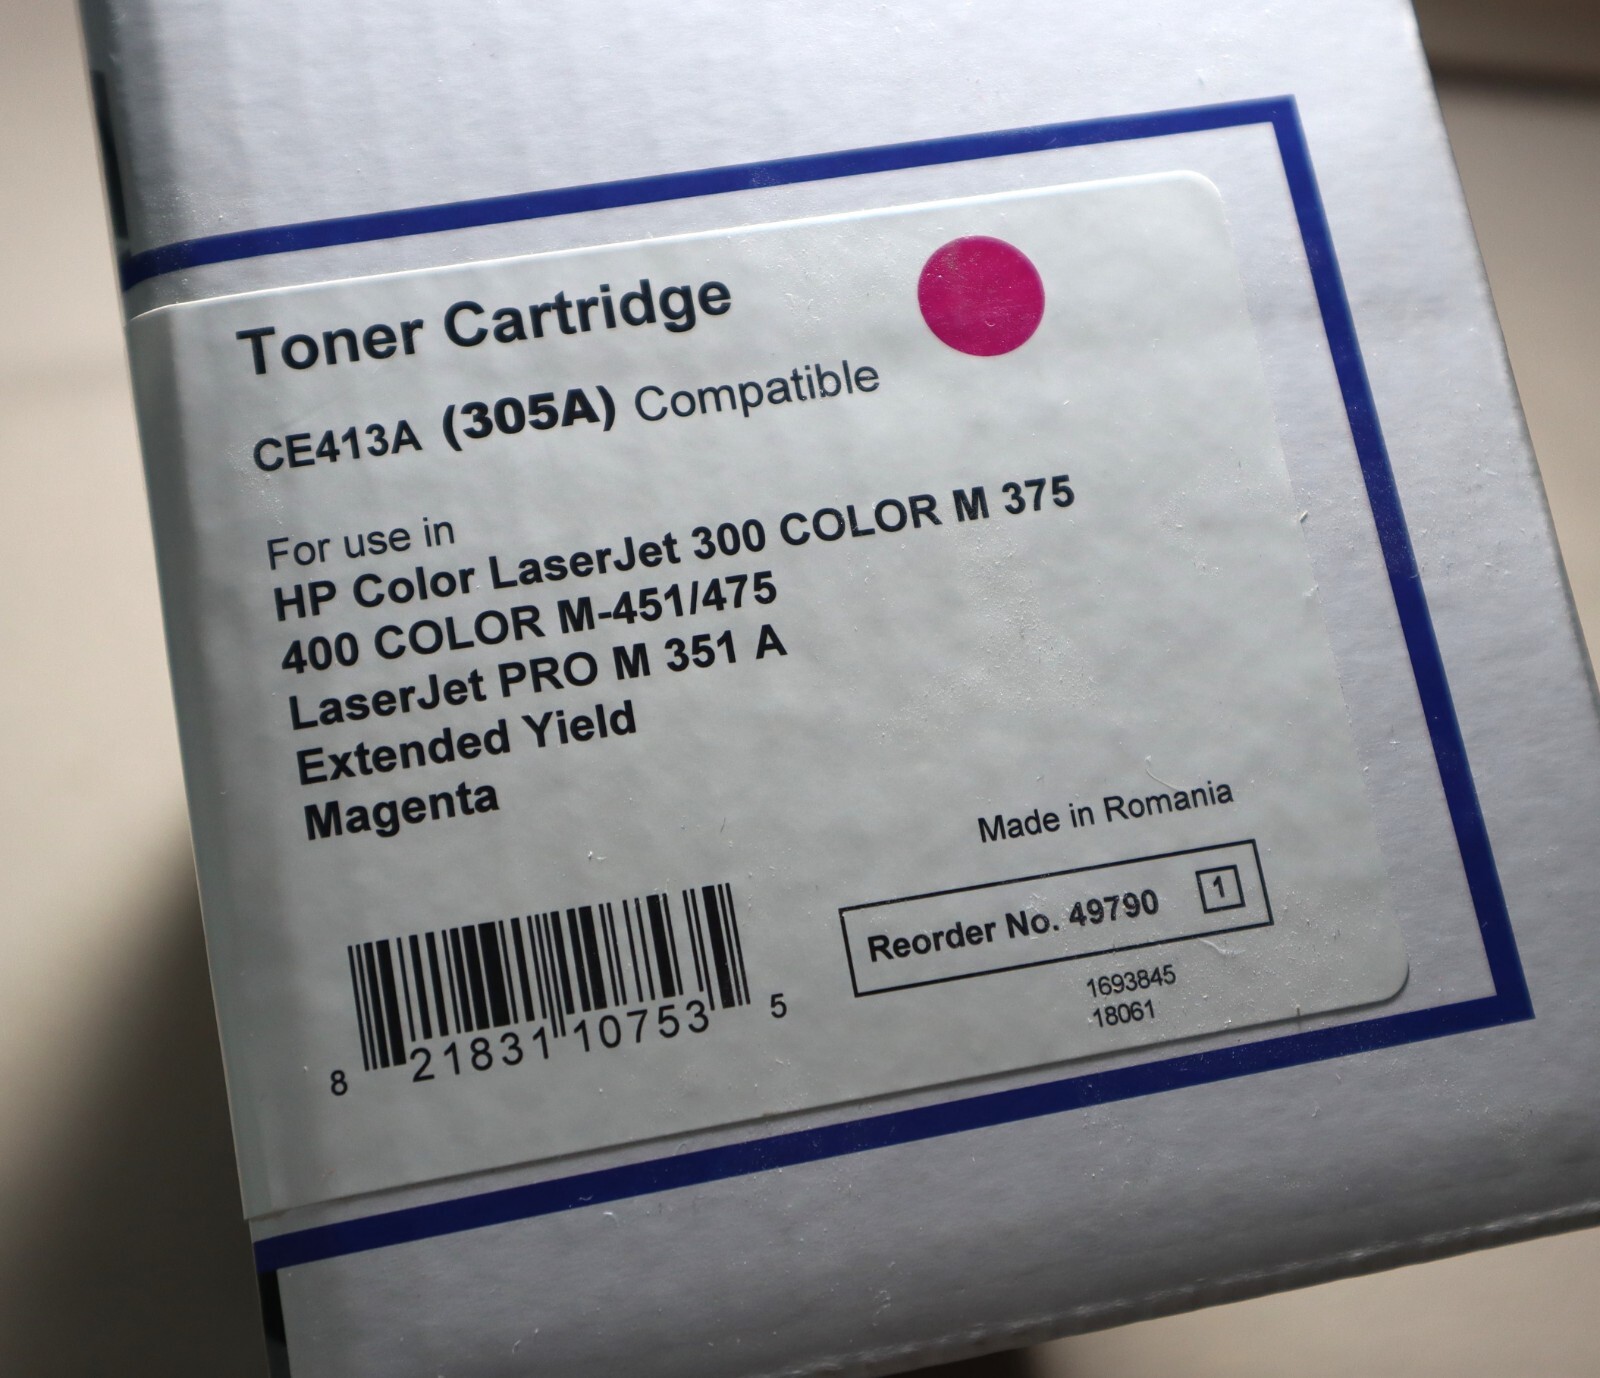 Toner Cartridge
CE413A (305A) Compatible
For use in
HP Color LaserJet 300 COLOR M 375
400 COLOR M-451/475
LaserJet PRO M 351 A
Extended Yield
Magenta
Made in Romania
Reorder No. 49790 1
1693845
18061
8 21831 10753 5